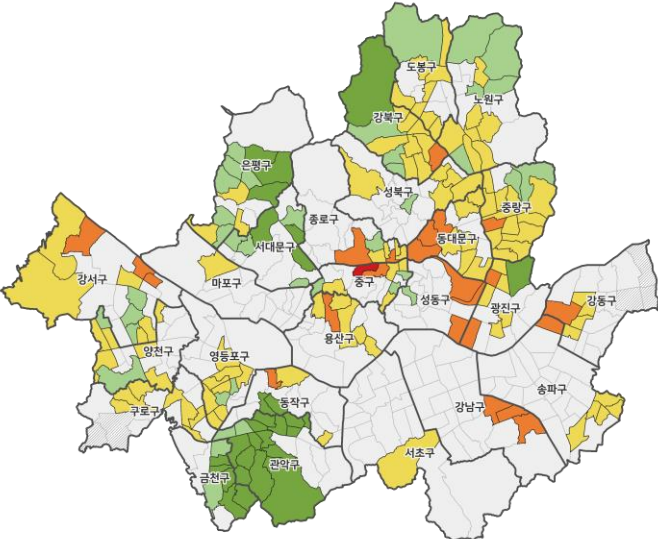 도봉구
노원구
강북구
은평구
성북구
중랑구
종로구
동대문구
서대문구
강서구
마포구
중구
성동구
광진구
강동구
용산구
양천구
영등포구
송파구
동작구
강남구
구로구
서초구
관악구
금천구